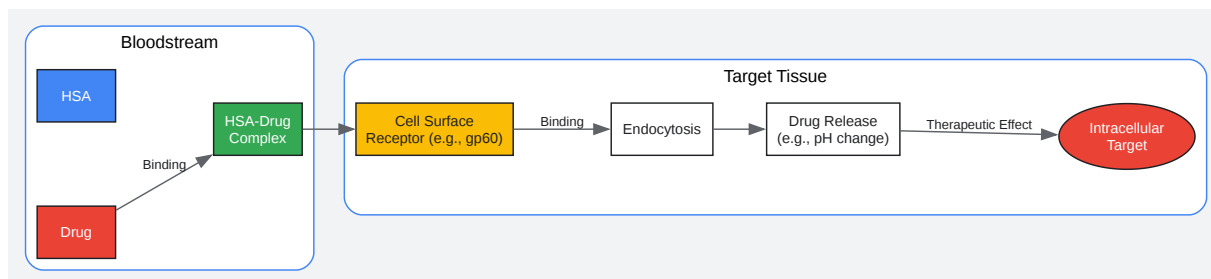 Bloodstream
HSA
HSA-Drug
Complex
Binding
Drug
Target Tissue
Cell Surface
Receptor (e.g., gp60)
Binding
Endocytosis
Drug Release
(e.g., pH change)
Therapeutic Effect
Intracellular
Target